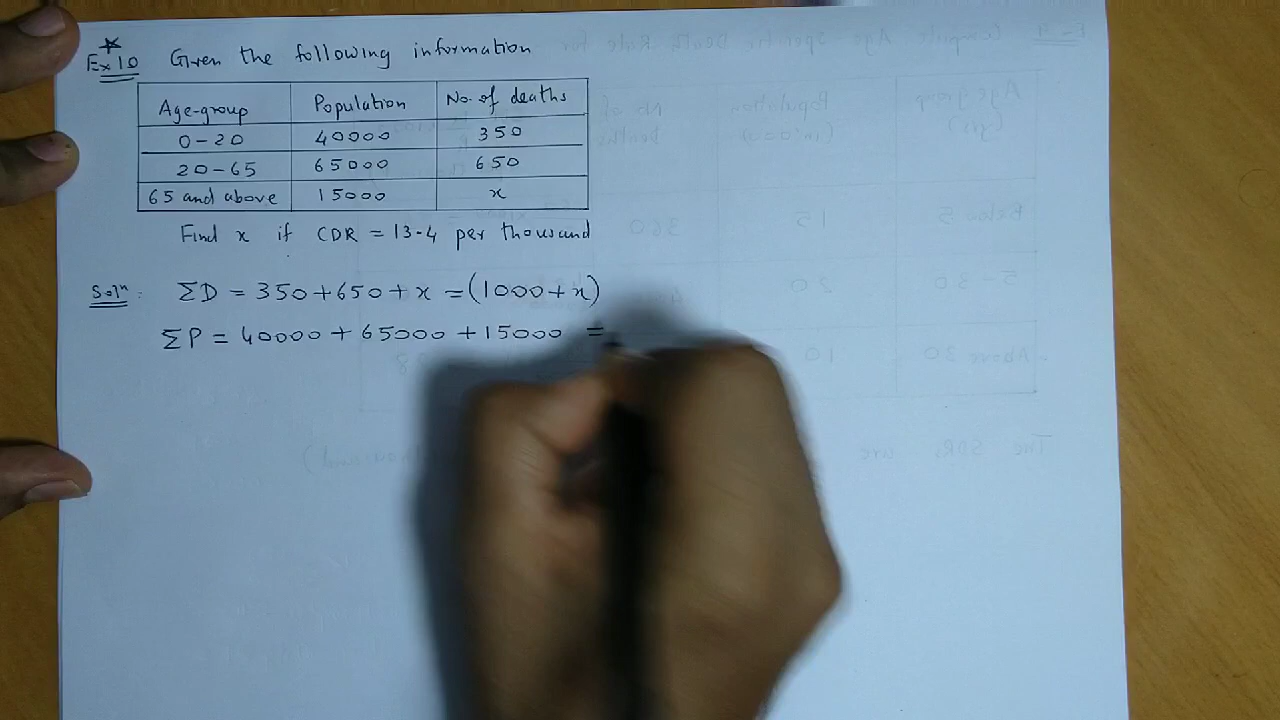 Ex 10 Given the following information
Age-group Population No. of deaths
0-20 40000 350
20-65 65000 650
65 and above 15000 x
Find x if CDR = 13.4 per thousand
Solⁿ: ΣD = 350+650+x = (1000+x)
ΣP = 40000+65000+15000 =